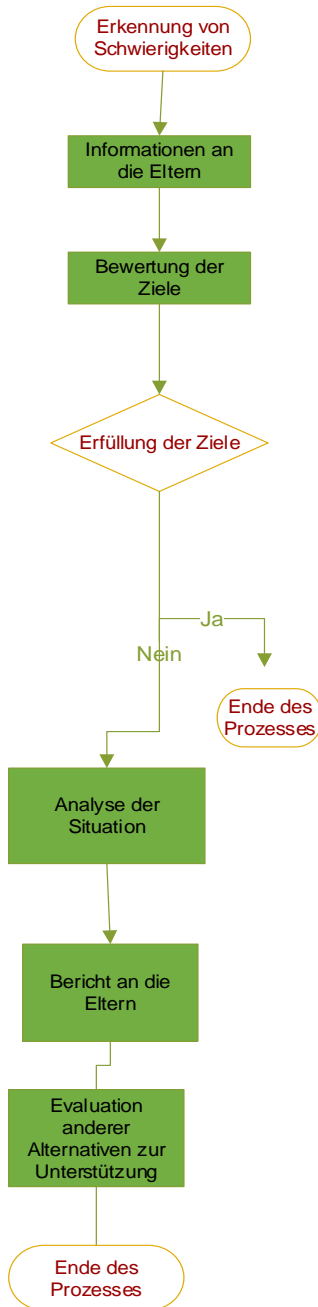 Erkennung von
Schwierigkeiten
Informationen an
die Eltern
Bewertung der
Ziele
Erfüllung der Ziele
Ja
Nein
Ende des
Prozesses
Analyse der
Situation
Bericht an die
Eltern
Evaluation
anderer
Alternativen zur
Unterstützung
Ende des
Prozesses